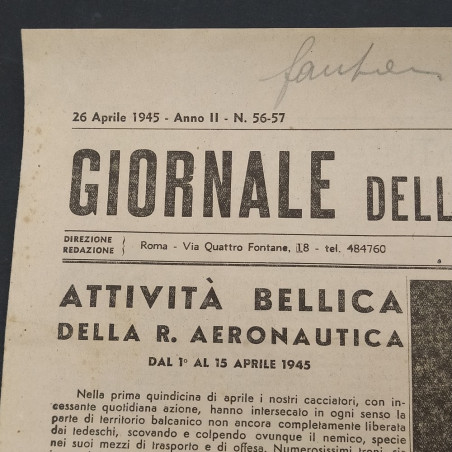 26 Aprile 1945 - Anno II - N. 56-57
GIORNALE DELL
DIREZIONE
REDAZIONE
Roma - Via Quattro Fontane, 18 - tel. 484760
ATTIVITÀ BELLICA
DELLA R. AERONAUTICA
DAL 1° AL 15 APRILE 1945
Nella prima quindicina di aprile i nostri cacciatori, con in-
cessante quotidiana azione, hanno intersecato in ogni senso la
parte di territorio balcanico non ancora completamente liberata
dai tedeschi, scovando e colpendo ovunque il nemico, specie
nei suoi mezzi di trasporto e di offesa. Numerosissimi treni,